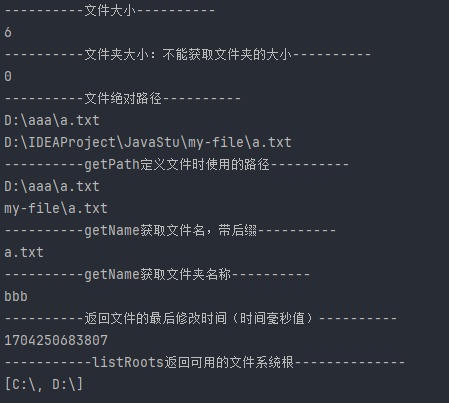 ----------文件大小----------
6
----------文件夹大小：不能获取文件夹的大小----------
0
----------文件绝对路径----------
D:\aaa\a.txt
D:\IDEAProject\JavaStu\my-file\a.txt
----------getPath定义文件时使用的路径----------
D:\aaa\a.txt
my-file\a.txt
----------getName获取文件名，带后缀----------
a.txt
----------getName获取文件夹名称----------
bbb
----------返回文件的最后修改时间（时间毫秒值）----------
1704250683807
-----------listRoots返回可用的文件系统根--------------
[C:\, D:\]